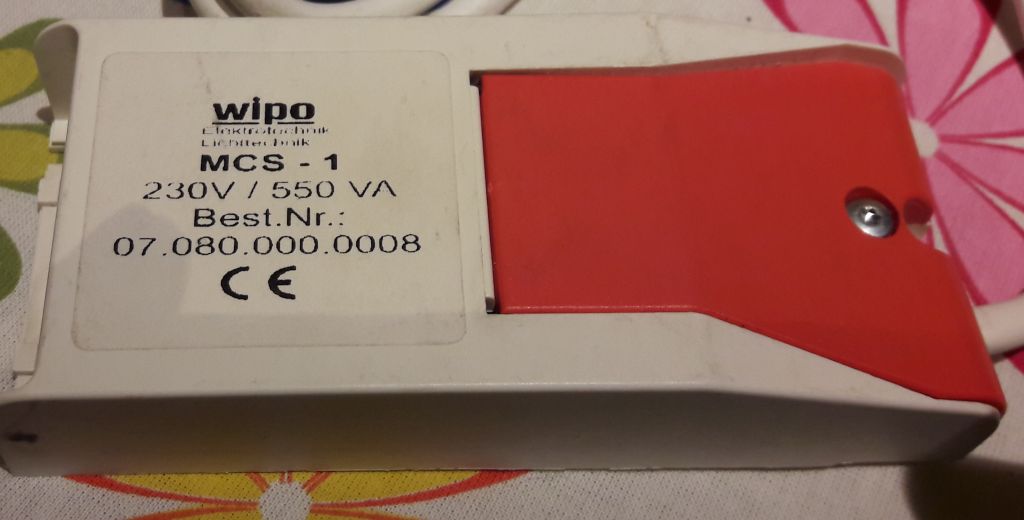 wipo
Elektrotechnik
Lichttechnik
MCS - 1
230V / 550 VA
Best.Nr.:
07.080.000.0008
CE